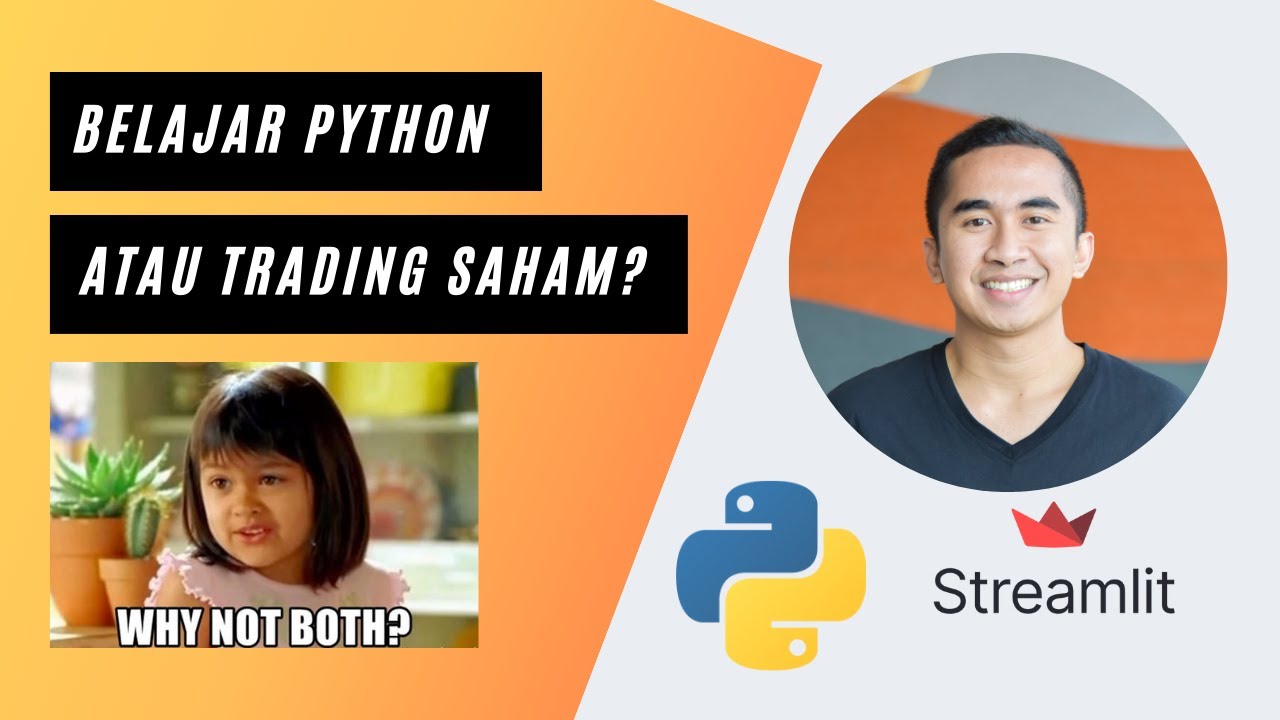 BELAJAR PYTHON
ATAU TRADING SAHAM?
WHY NOT BOTH?
Streamlit